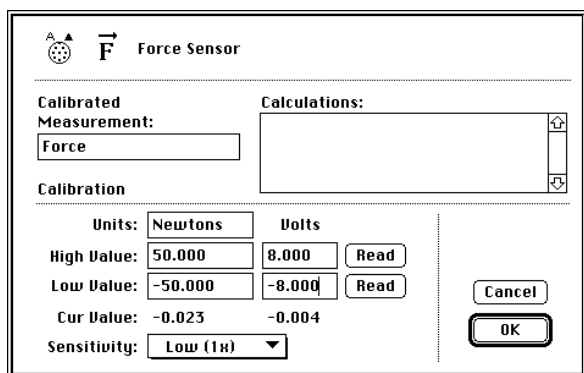 A
F Force Sensor
Calibrated Calculations:
Measurement:
Force
Calibration
Units: Newtons Volts
High Value: 50.000 8.000 Read
Low Value: -50.000 -8.000 Read
Cur Value: -0.023 -0.004
Sensitivity: Low (1x)
Cancel
OK